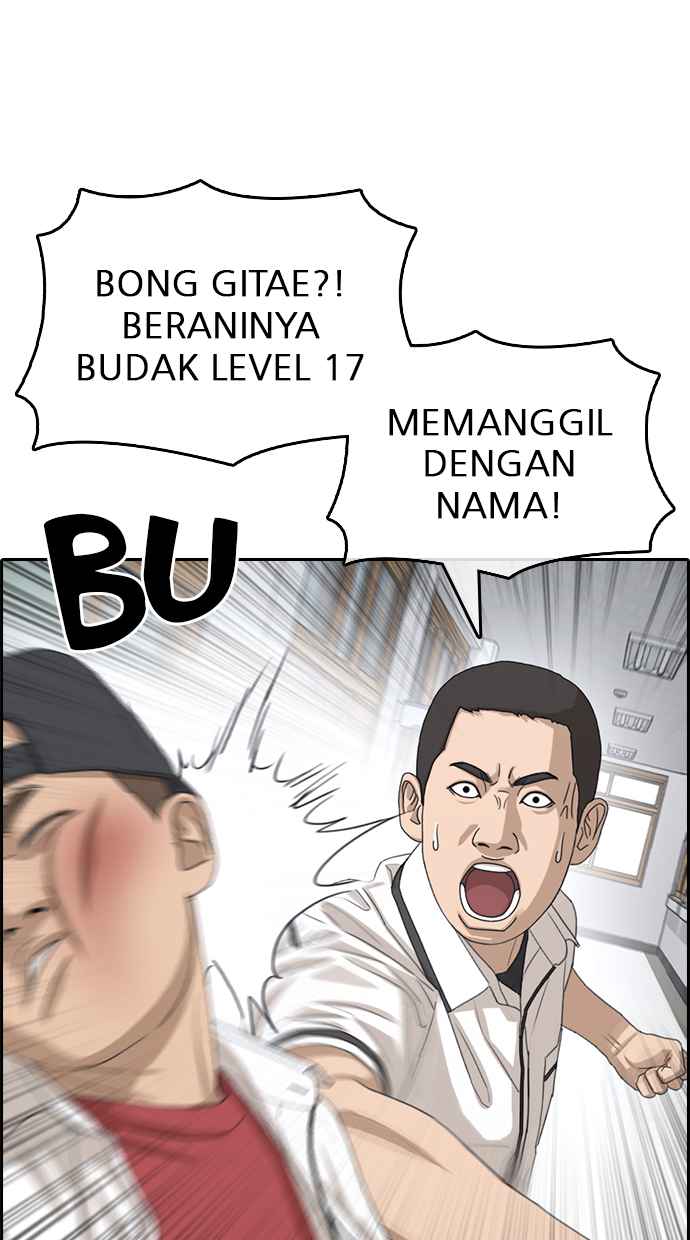 BONG GITAE?!
BERANINYA
BUDAK LEVEL 17
MEMANGGIL
DENGAN
NAMA!
BU